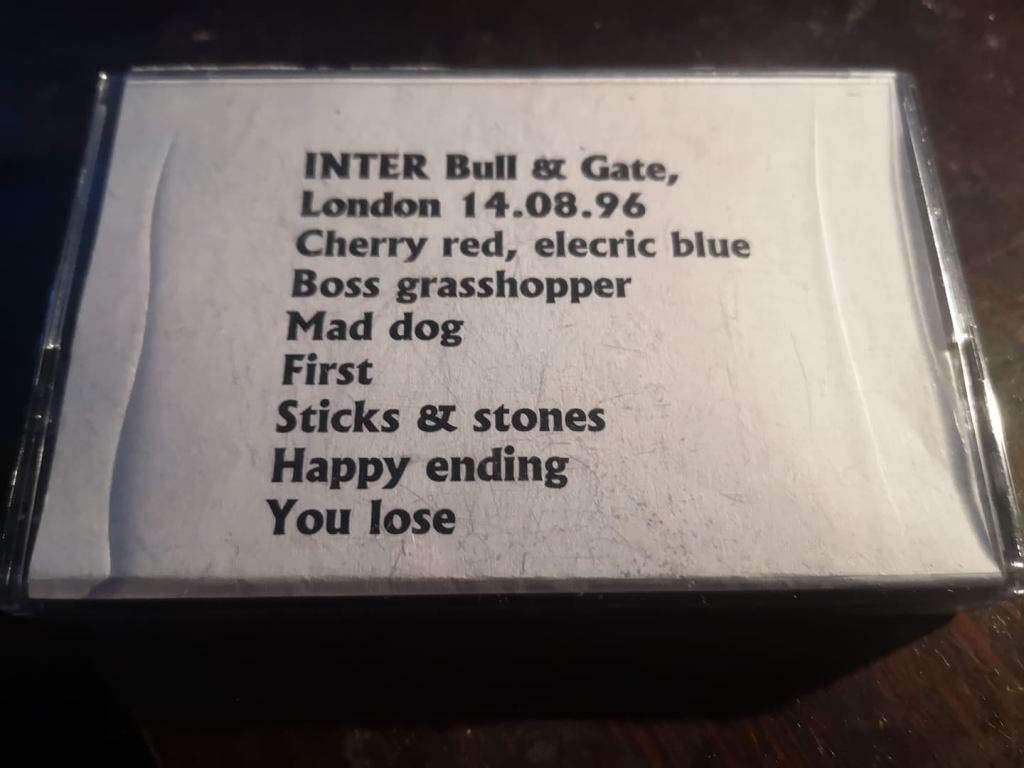 INTER Bull & Gate,
London 14.08.96
Cherry red, elecric blue
Boss grasshopper
Mad dog
First
Sticks & stones
Happy ending
You lose